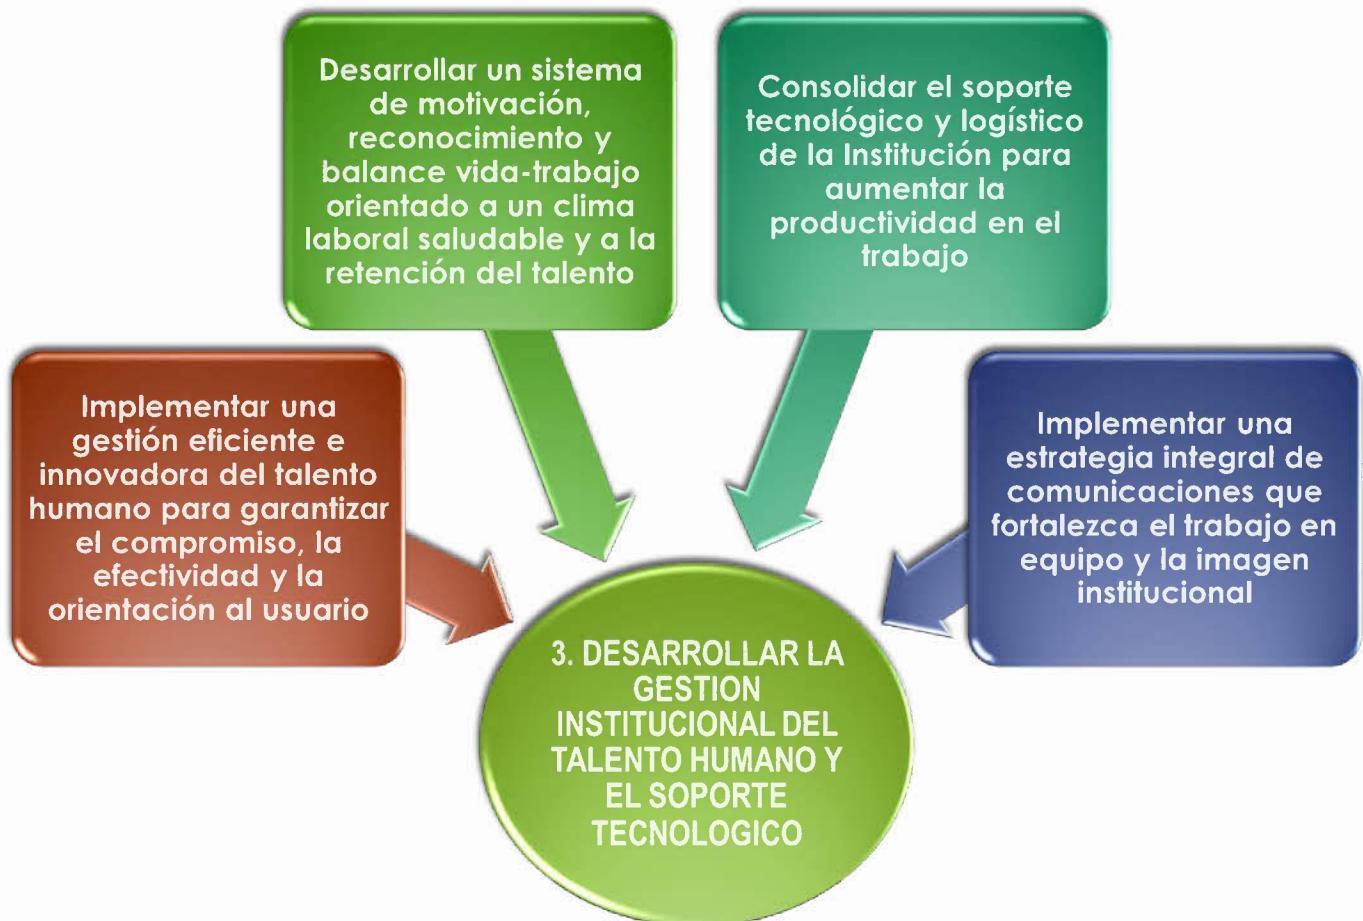 Desarrollar un sistema
de motivación,
reconocimiento y
balance vida-trabajo
orientado a un clima
laboral saludable y a la
retención del talento
Consolidar el soporte
tecnológico y logístico
de la Institución para
aumentar la
productividad en el
trabajo
Implementar una
gestión eficiente e
innovadora del talento
humano para garantizar
el compromiso, la
efectividad y la
orientación al usuario
Implementar una
estrategia integral de
comunicaciones que
fortalezca el trabajo en
equipo y la imagen
institucional
3. DESARROLLAR LA
GESTION
INSTITUCIONAL DEL
TALENTO HUMANO Y
EL SOPORTE
TECNOLOGICO